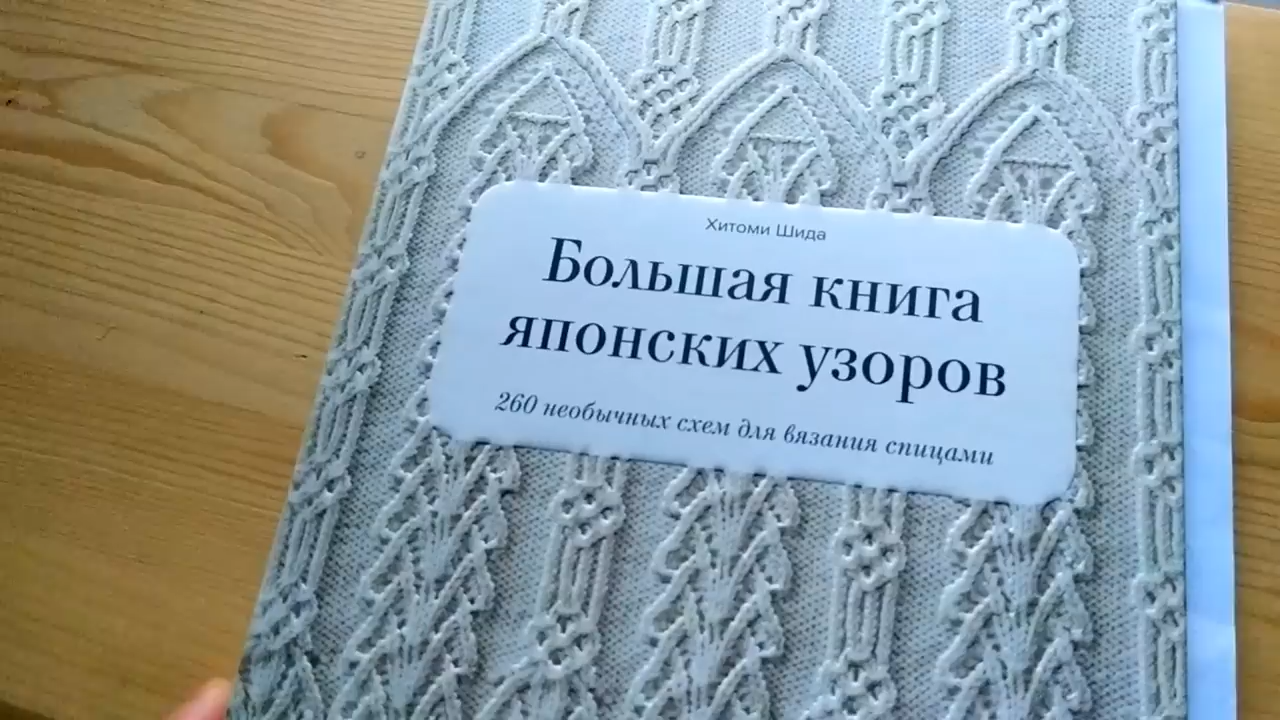 Хитоми Шида
Большая книга
японских узоров
260 необычных схем для вязания спицами